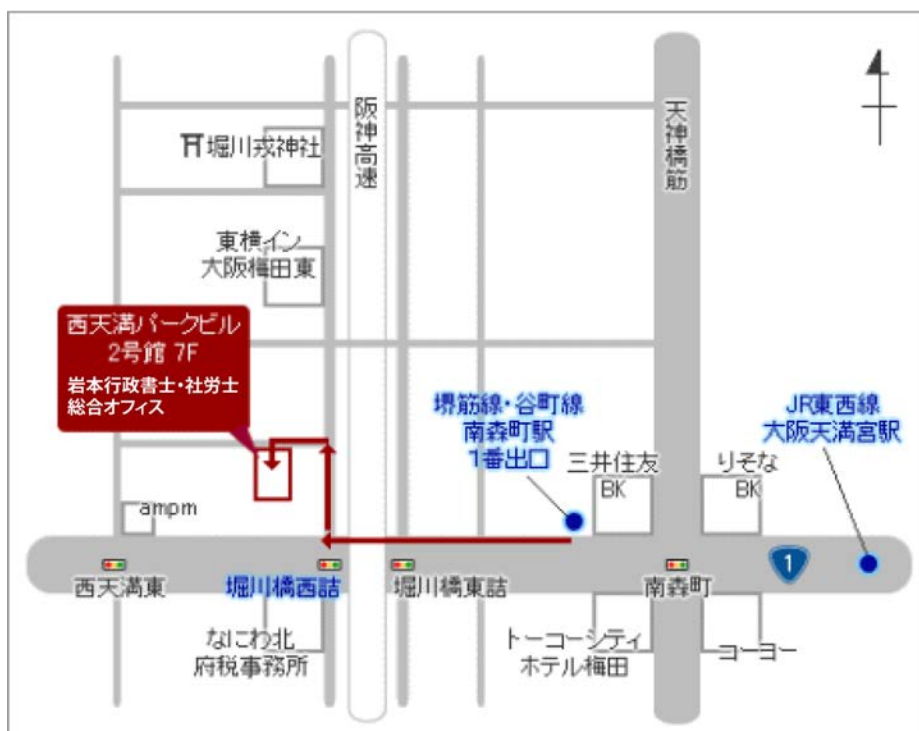 阪神高速
天神橋筋
堀川戎神社
東横イン
大阪梅田東
西天満パークビル
2号館 7F
岩本行政書士・社労士
総合オフィス
堺筋線・谷町線
南森町駅
1番出口
JR東西線
大阪天満宮駅
三井住友
BK
りそな
BK
ampm
1
西天満東
堀川橋西詰
堀川橋東詰
南森町
なにわ北
府税事務所
トーコーシティ
ホテル梅田
コーヨー